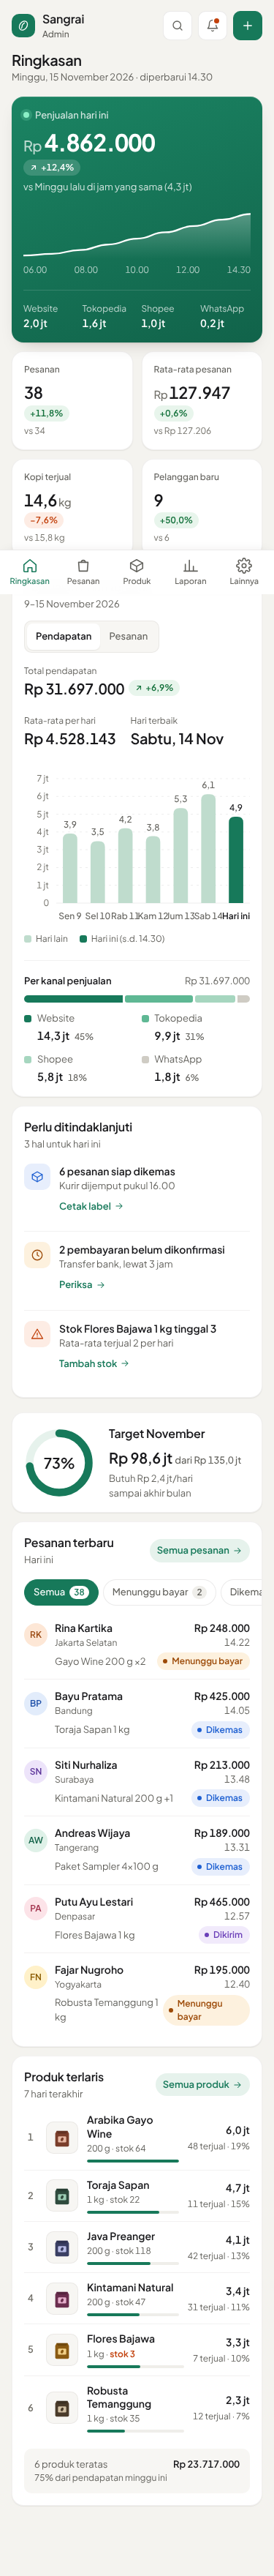 Sangrai
Admin
Ringkasan
Minggu, 15 November 2026 · diperbarui 14.30
Penjualan hari ini
Rp 4.862.000
+12,4%
vs Minggu lalu di jam yang sama (4,3 jt)
06.00 08.00 10.00 12.00 14.30
Website Tokopedia Shopee WhatsApp
2,0 jt 1,6 jt 1,0 jt 0,2 jt
Pesanan
38
+11,8%
vs 34
Rata-rata pesanan
Rp 127.947
+0,6%
vs Rp 127.206
Kopi terjual
14,6 kg
−7,6%
vs 15,8 kg
Pelanggan baru
9
+50,0%
vs 6
Ringkasan Pesanan Produk Laporan Lainnya
9–15 November 2026
Pendapatan Pesanan
Total pendapatan
Rp 31.697.000 +6,9%
Rata-rata per hari Hari terbaik
Rp 4.528.143 Sabtu, 14 Nov
7 jt
6 jt
5 jt
4 jt
3 jt
2 jt
1 jt
0
3,9 3,5 4,2 3,8 5,3 6,1 4,9
Sen 9 Sel 10 Rab 11 Kam 12 Jum 13 Sab 14 Hari ini
Hari lain Hari ini (s.d. 14.30)
Per kanal penjualan Rp 31.697.000
Website Tokopedia
14,3 jt 45% 9,9 jt 31%
Shopee WhatsApp
5,8 jt 18% 1,8 jt 6%
Perlu ditindaklanjuti
3 hal untuk hari ini
6 pesanan siap dikemas
Kurir dijemput pukul 16.00
Cetak label →
2 pembayaran belum dikonfirmasi
Transfer bank, lewat 3 jam
Periksa →
Stok Flores Bajawa 1 kg tinggal 3
Rata-rata terjual 2 per hari
Tambah stok →
73%
Target November
Rp 98,6 jt dari Rp 135,0 jt
Butuh Rp 2,4 jt/hari
sampai akhir bulan
Pesanan terbaru
Hari ini
Semua pesanan →
Semua 38 Menunggu bayar 2 Dikema
RK Rina Kartika Rp 248.000
Jakarta Selatan 14.22
Gayo Wine 200 g ×2 Menunggu bayar
BP Bayu Pratama Rp 425.000
Bandung 14.05
Toraja Sapan 1 kg Dikemas
SN Siti Nurhaliza Rp 213.000
Surabaya 13.48
Kintamani Natural 200 g +1 Dikemas
AW Andreas Wijaya Rp 189.000
Tangerang 13.31
Paket Sampler 4×100 g Dikemas
PA Putu Ayu Lestari Rp 465.000
Denpasar 12.57
Flores Bajawa 1 kg Dikirim
FN Fajar Nugroho Rp 195.000
Yogyakarta 12.40
Robusta Temanggung 1 kg Menunggu bayar
Produk terlaris
7 hari terakhir
Semua produk →
1 Arabika Gayo Wine 6,0 jt
200 g · stok 64 48 terjual · 19%
2 Toraja Sapan 4,7 jt
1 kg · stok 22 11 terjual · 15%
3 Java Preanger 4,1 jt
200 g · stok 118 42 terjual · 13%
4 Kintamani Natural 3,4 jt
200 g · stok 47 31 terjual · 11%
5 Flores Bajawa 3,3 jt
1 kg · stok 3 7 terjual · 10%
6 Robusta Temanggung 2,3 jt
1 kg · stok 35 12 terjual · 7%
6 produk teratas Rp 23.717.000
75% dari pendapatan minggu ini